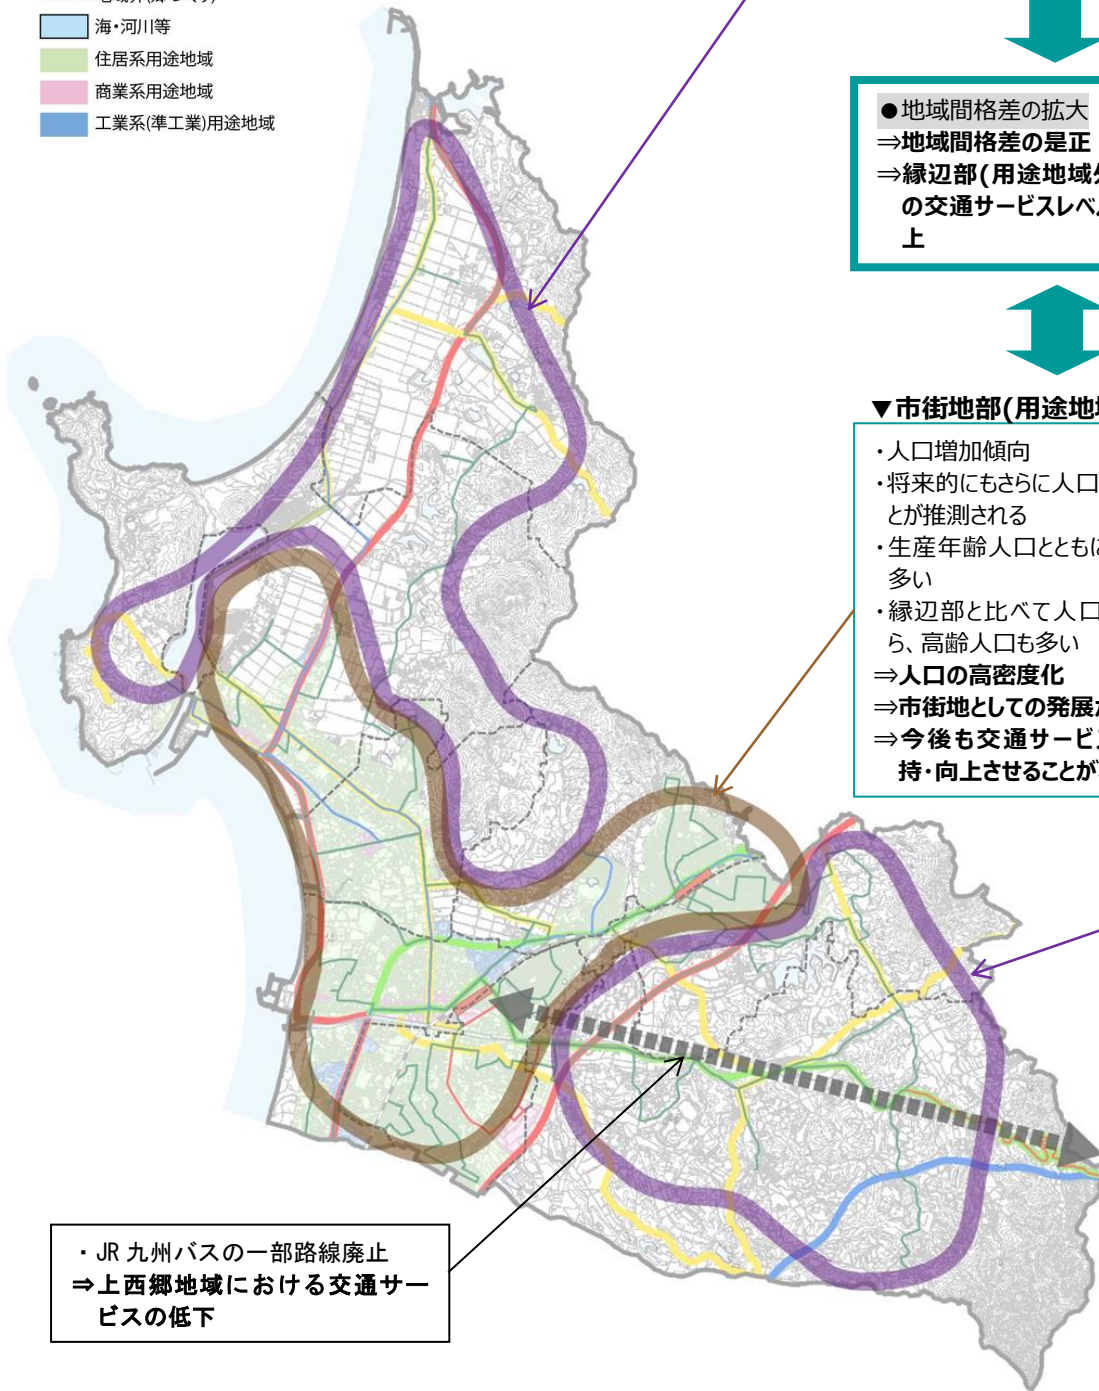 海・河川等
住居系用途地域
商業系用途地域
工業系(準工業)用途地域
●地域間格差の拡大
⇒地域間格差の是正
⇒縁辺部(用途地域
の交通サービスレベ
上
▼市街地部(用途地
・人口増加傾向
・将来的にもさらに人口
とが推測される
・生産年齢人口ととも
多い
・縁辺部と比べて人口
ら、高齢人口も多い
⇒人口の高密度化
⇒市街地としての発展
⇒今後も交通サービ
持・向上させることが
・JR九州バスの一部路線廃止
⇒上西郷地域における交通サー
ビスの低下